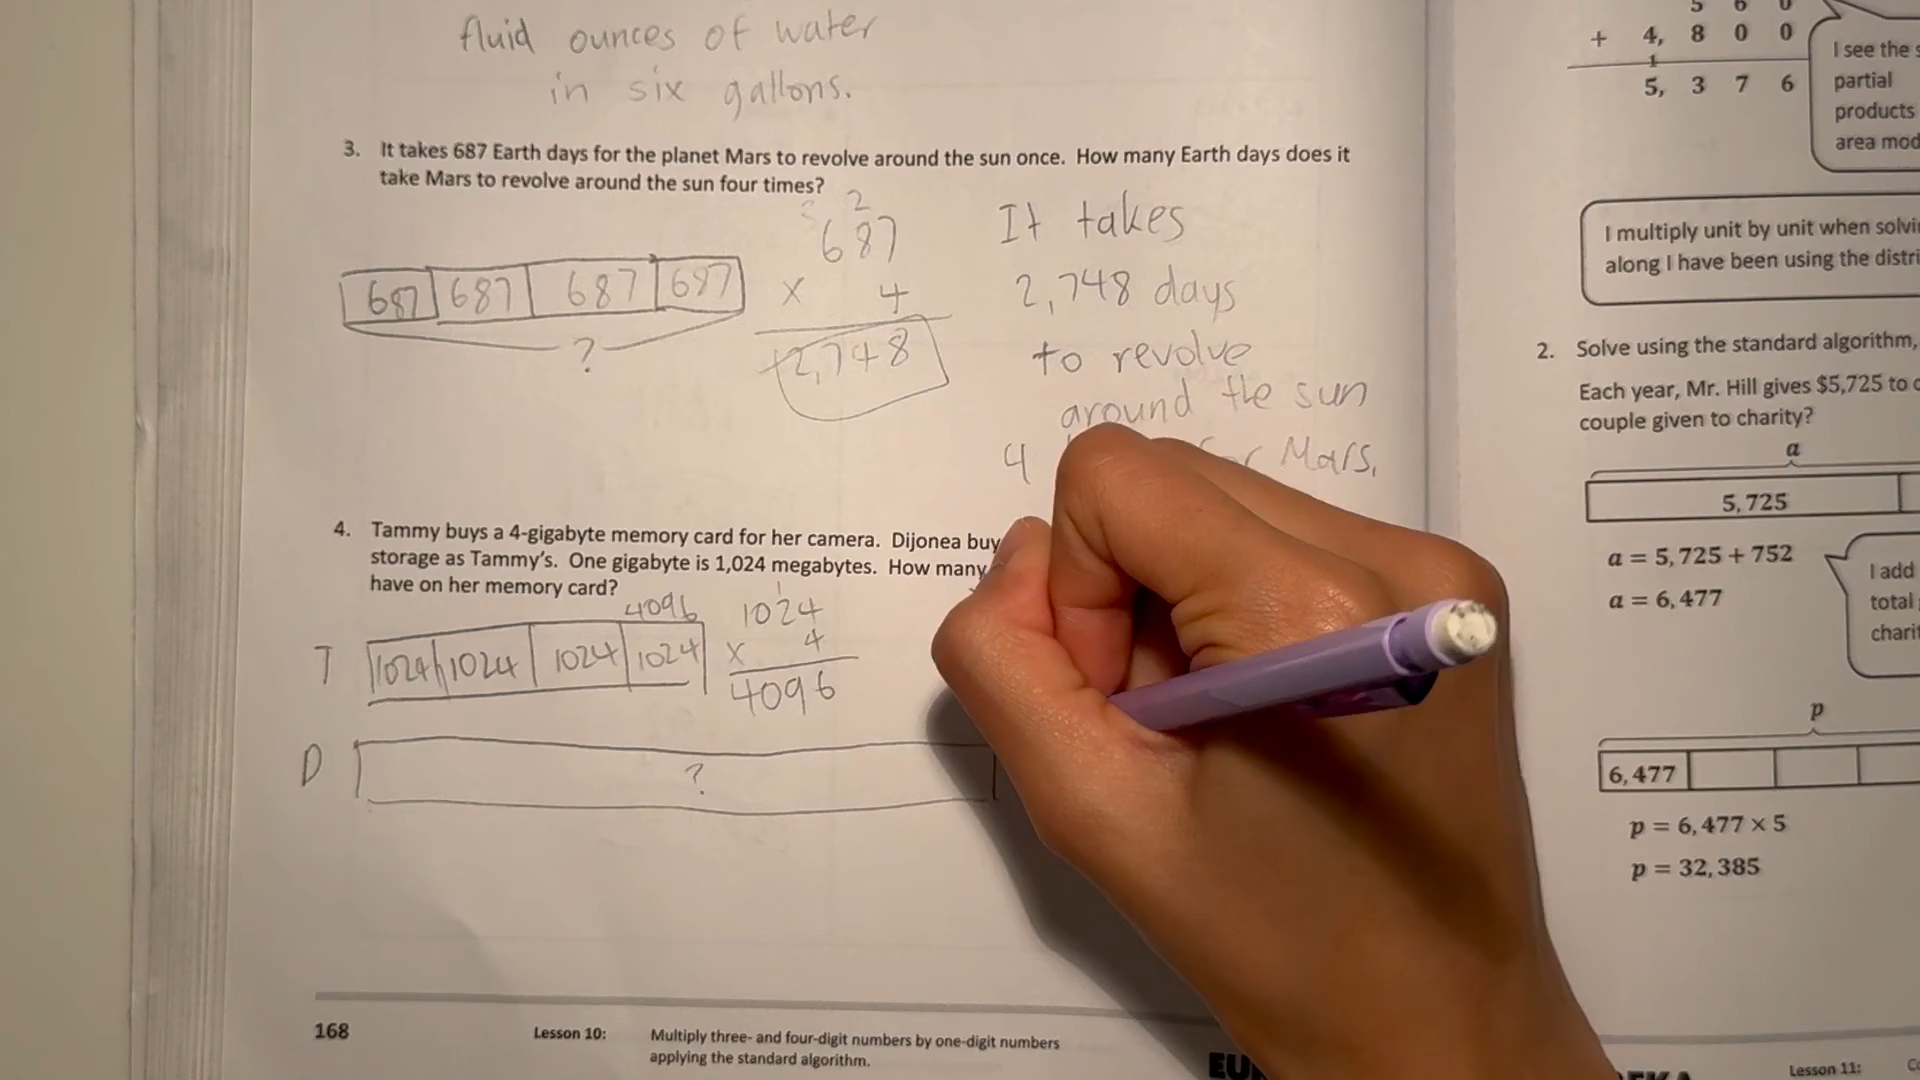 fluid ounces of water
in six gallons.
3. It takes 687 Earth days for the planet Mars to revolve around the sun once. How many Earth days does it
take Mars to revolve around the sun four times?
2
687
x 4
2,748
687 687 687 687
?
It takes
2,748 days
to revolve
around the sun
4
Mars.
4. Tammy buys a 4-gigabyte memory card for her camera. Dijonea buy
storage as Tammy's. One gigabyte is 1,024 megabytes. How many
have on her memory card?
4096
T 1024 1024 1024 1024
1
1024
x 4
4096
D ?
168 Lesson 10: Multiply three- and four-digit numbers by one-digit numbers
applying the standard algorithm.
5 6 0
+ 4, 8 0 0
1
5, 3 7 6
I see the
partial
products
area mod
I multiply unit by unit when solvi
along I have been using the distri
2. Solve using the standard algorithm,
Each year, Mr. Hill gives $5,725 to
couple given to charity?
a
5,725
a = 5,725 + 752
a = 6,477
I add
total
charit
p
6,477
p = 6,477 × 5
p = 32,385
Lesson 11: